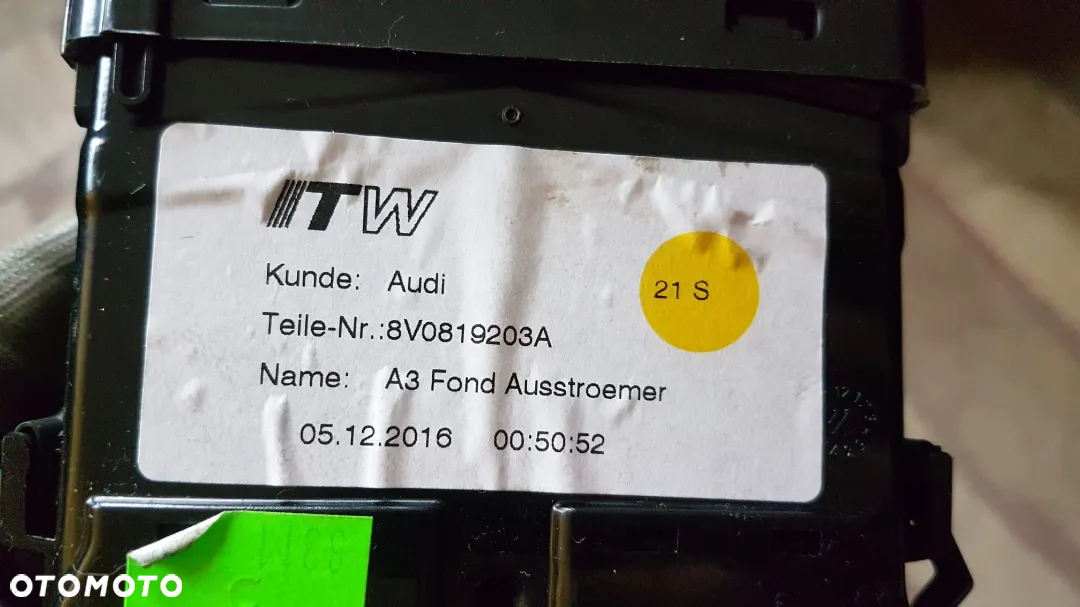 ITW
Kunde: Audi
21 S
Teile-Nr.:8V0819203A
Name: A3 Fond Ausstroemer
05.12.2016 00:50:52
OTOMOTO